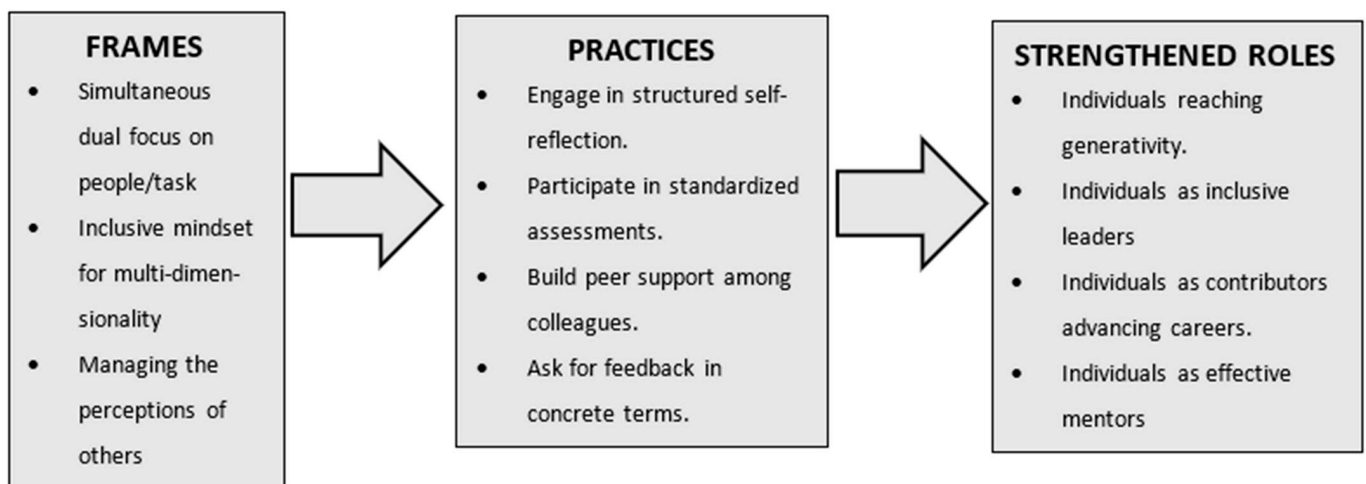 FRAMES
• Simultaneous
dual focus on
people/task
• Inclusive mindset
for multi-dimen-
sionality
• Managing the
perceptions of
others
PRACTICES
• Engage in structured self-
reflection.
• Participate in standardized
assessments.
• Build peer support among
colleagues.
• Ask for feedback in
concrete terms.
STRENGTHENED ROLES
• Individuals reaching
generativity.
• Individuals as inclusive
leaders
• Individuals as contributors
advancing careers.
• Individuals as effective
mentors